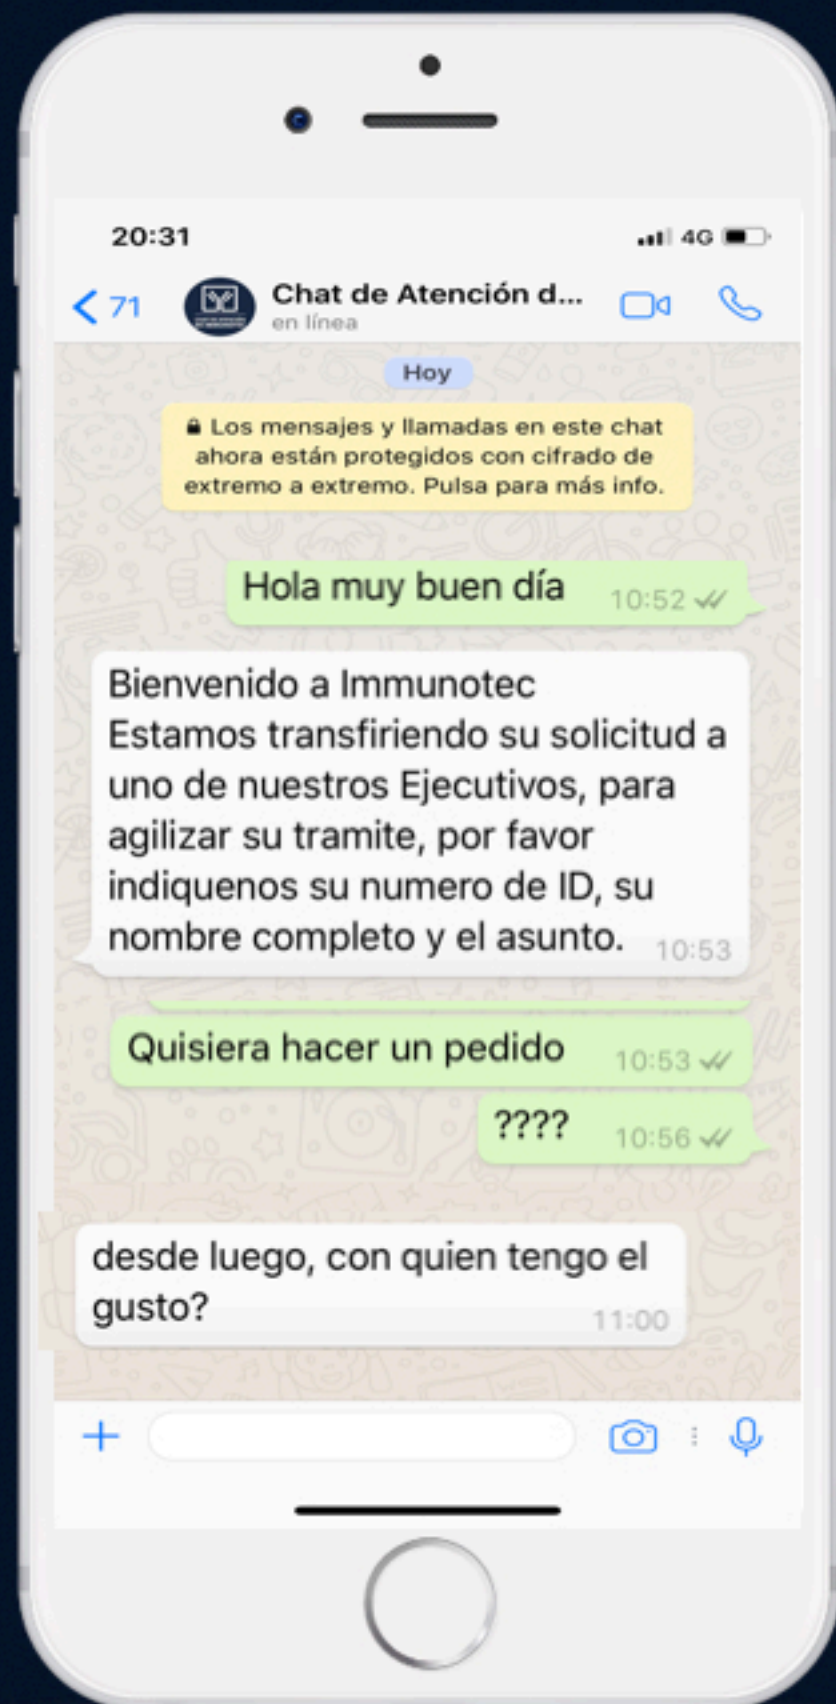 20:31
4G
71
Chat de Atención d...
en línea
Hoy
Los mensajes y llamadas en este chat
ahora están protegidos con cifrado de
extremo a extremo. Pulsa para más info.
Hola muy buen día 10:52
Bienvenido a Immunotec
Estamos transfiriendo su solicitud a
uno de nuestros Ejecutivos, para
agilizar su tramite, por favor
indiquenos su numero de ID, su
nombre completo y el asunto. 10:53
Quisiera hacer un pedido 10:53
???? 10:56
desde luego, con quien tengo el
gusto? 11:00